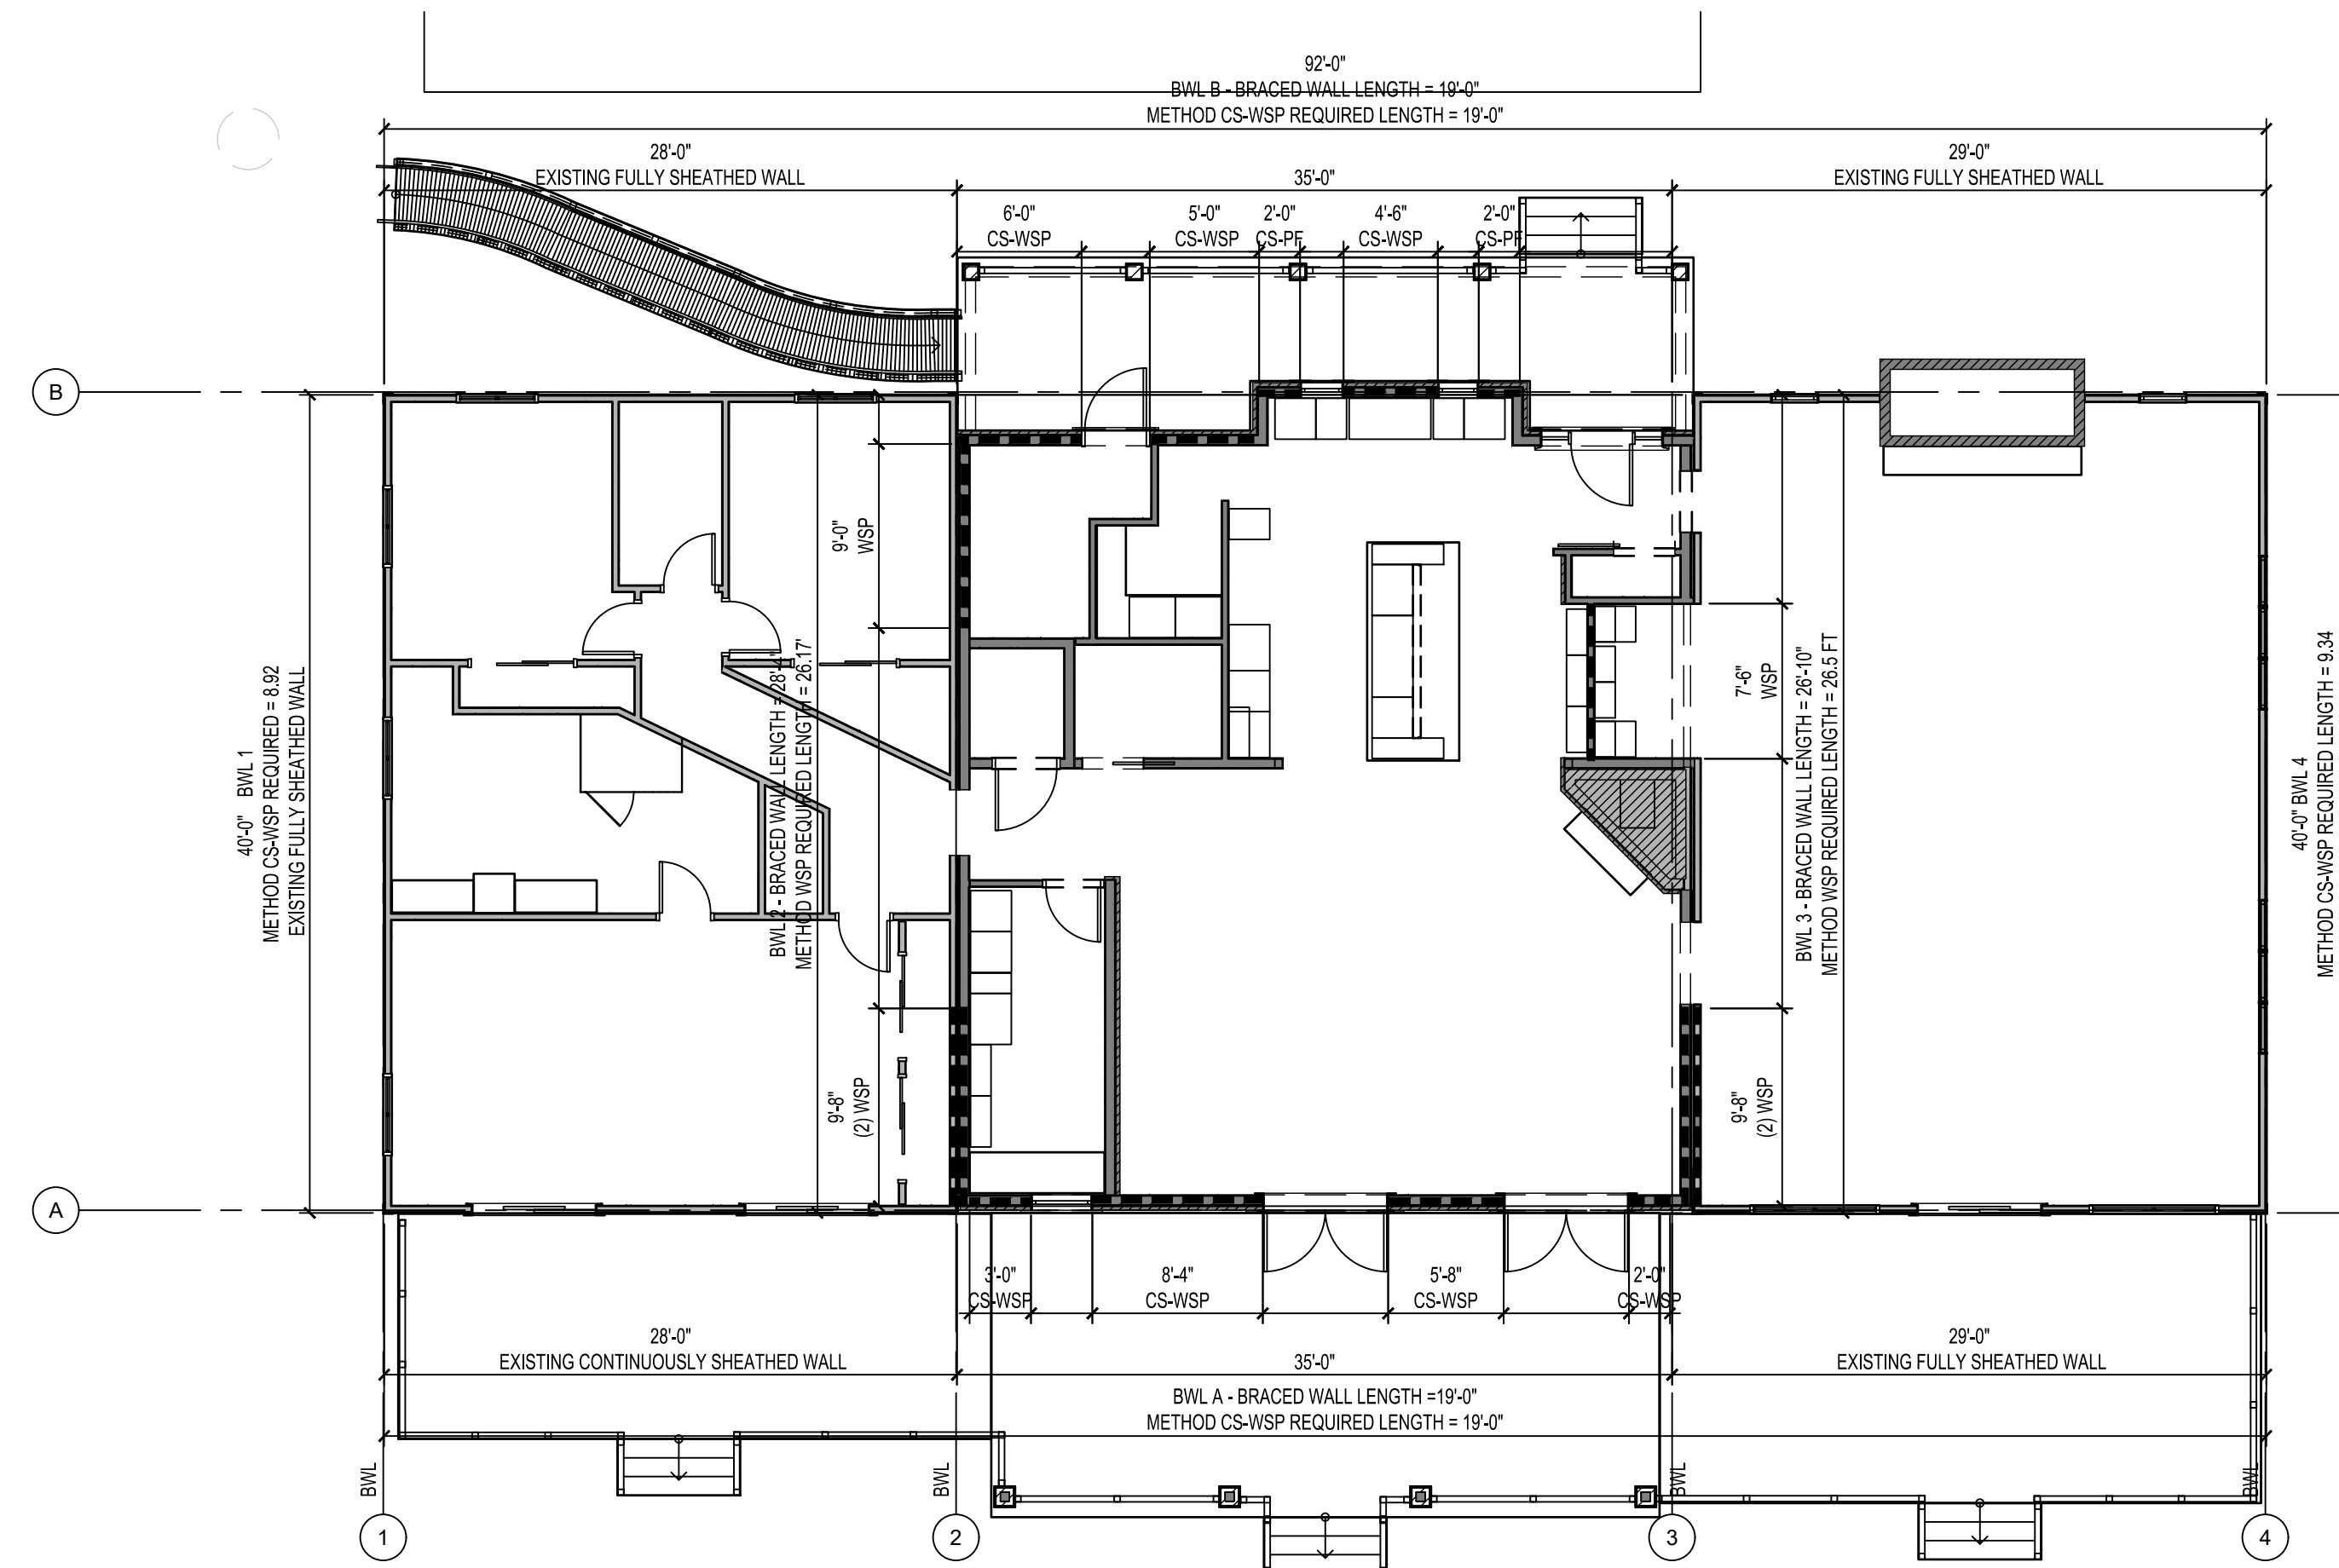 92'-0"
BWL B - BRACED WALL LENGTH = 19'-0"
METHOD CS-WSP REQUIRED LENGTH = 19'-0"
28'-0"
EXISTING FULLY SHEATHED WALL
35'-0"
29'-0"
EXISTING FULLY SHEATHED WALL
6'-0"
CS-WSP
5'-0"
CS-WSP
2'-0"
CS-PF
4'-6"
CS-WSP
2'-0"
CS-PF
B
9'-0"
WSP
40'-0" BWL 1
METHOD CS-WSP REQUIRED = 8.92
EXISTING FULLY SHEATHED WALL
BWL 2 - BRACED WALL LENGTH = 28'-4"
METHOD WSP REQUIRED LENGTH = 26.17'
7'-6"
WSP
BWL 3 - BRACED WALL LENGTH = 26'-10"
METHOD WSP REQUIRED LENGTH = 26.5 FT
40'-0" BWL 4
METHOD CS-WSP REQUIRED LENGTH = 9.34
9'-8"
(2) WSP
9'-8"
(2) WSP
A
3'-0"
CS-WSP
8'-4"
CS-WSP
5'-8"
CS-WSP
2'-0"
CS-WSP
28'-0"
EXISTING CONTINUOUSLY SHEATHED WALL
35'-0"
29'-0"
EXISTING FULLY SHEATHED WALL
BWL A - BRACED WALL LENGTH =19'-0"
METHOD CS-WSP REQUIRED LENGTH = 19'-0"
BWL
BWL
BWL
BWL
1
2
3
4